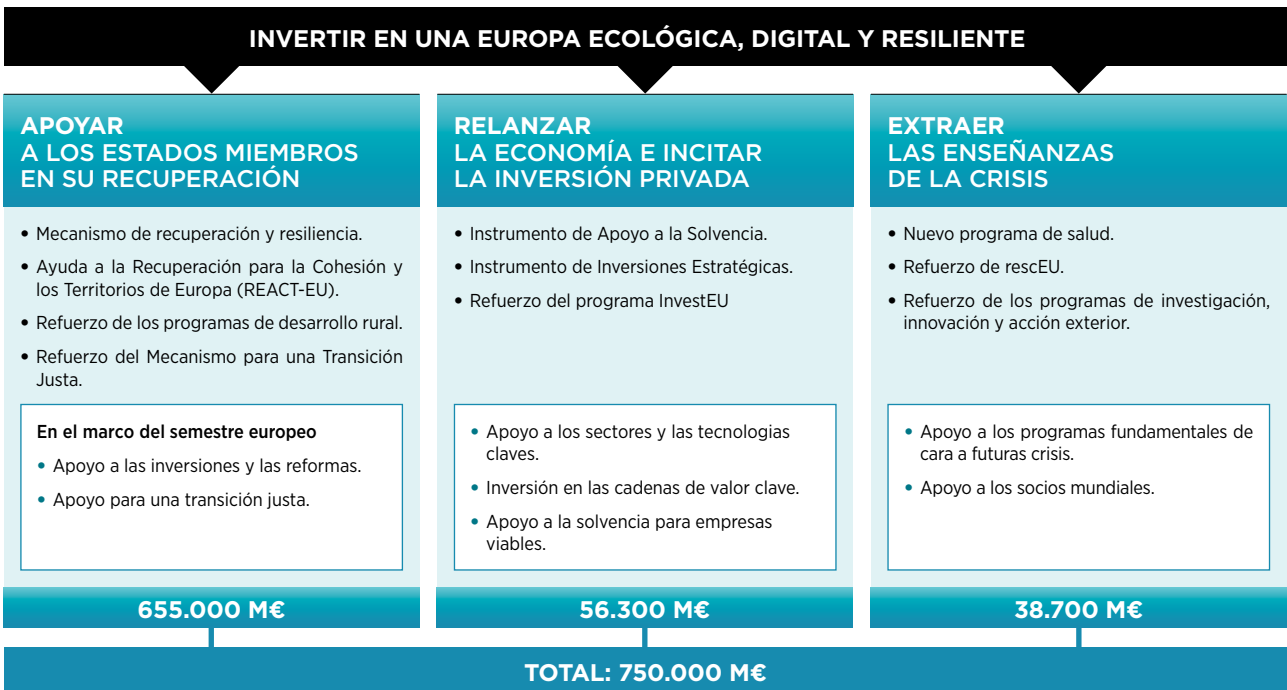 INVERTIR EN UNA EUROPA ECOLÓGICA, DIGITAL Y RESILIENTE
APOYAR
A LOS ESTADOS MIEMBROS
EN SU RECUPERACIÓN
• Mecanismo de recuperación y resiliencia.
• Ayuda a la Recuperación para la Cohesión y
los Territorios de Europa (REACT-EU).
• Refuerzo de los programas de desarrollo rural.
• Refuerzo del Mecanismo para una Transición
Justa.
En el marco del semestre europeo
• Apoyo a las inversiones y las reformas.
• Apoyo para una transición justa.
655.000 M€
RELANZAR
LA ECONOMÍA E INCITAR
LA INVERSIÓN PRIVADA
• Instrumento de Apoyo a la Solvencia.
• Instrumento de Inversiones Estratégicas.
• Refuerzo del programa InvestEU
• Apoyo a los sectores y las tecnologias
claves.
• Inversión en las cadenas de valor clave.
• Apoyo a la solvencia para empresas
viables.
56.300 M€
EXTRAER
LAS ENSEÑANZAS
DE LA CRISIS
• Nuevo programa de salud.
• Refuerzo de rescEU.
• Refuerzo de los programas de investigación,
innovación y acción exterior.
• Apoyo a los programas fundamentales de
cara a futuras crisis.
• Apoyo a los socios mundiales.
38.700 M€
TOTAL: 750.000 M€